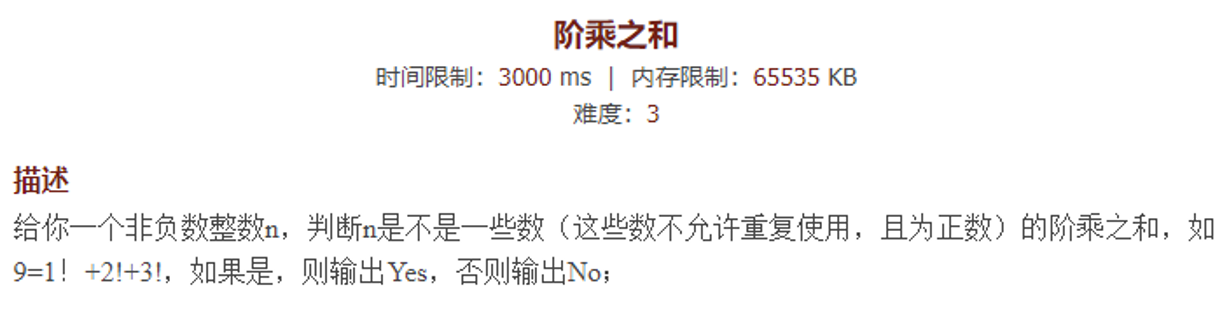 阶乘之和
时间限制：3000 ms | 内存限制：65535 KB
难度：3
描述
给你一个非负数整数n，判断n是不是一些数（这些数不允许重复使用，且为正数）的阶乘之和，如
9=1！+2!+3!，如果是，则输出Yes，否则输出No；